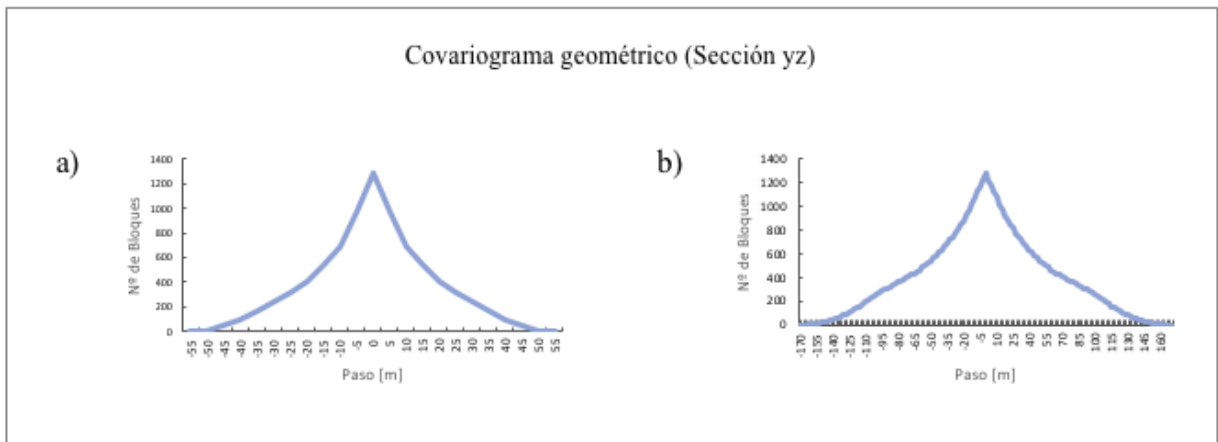 Covariograma geométrico (Sección yz)
a)
1400
1200
1000
800
600
400
200
0
Nº de Bloques
-55 -50 -45 -40 -35 -30 -25 -20 -15 -10 -5 0 5 10 15 20 25 30 35 40 45 50 55
Paso [m]
b)
1400
1200
1000
800
600
400
200
0
Nº de Bloques
-170 -155 -140 -125 -110 -95 -80 -65 -50 -35 -20 -5 10 25 40 55 70 85 100 115 130 145 160
Paso [m]